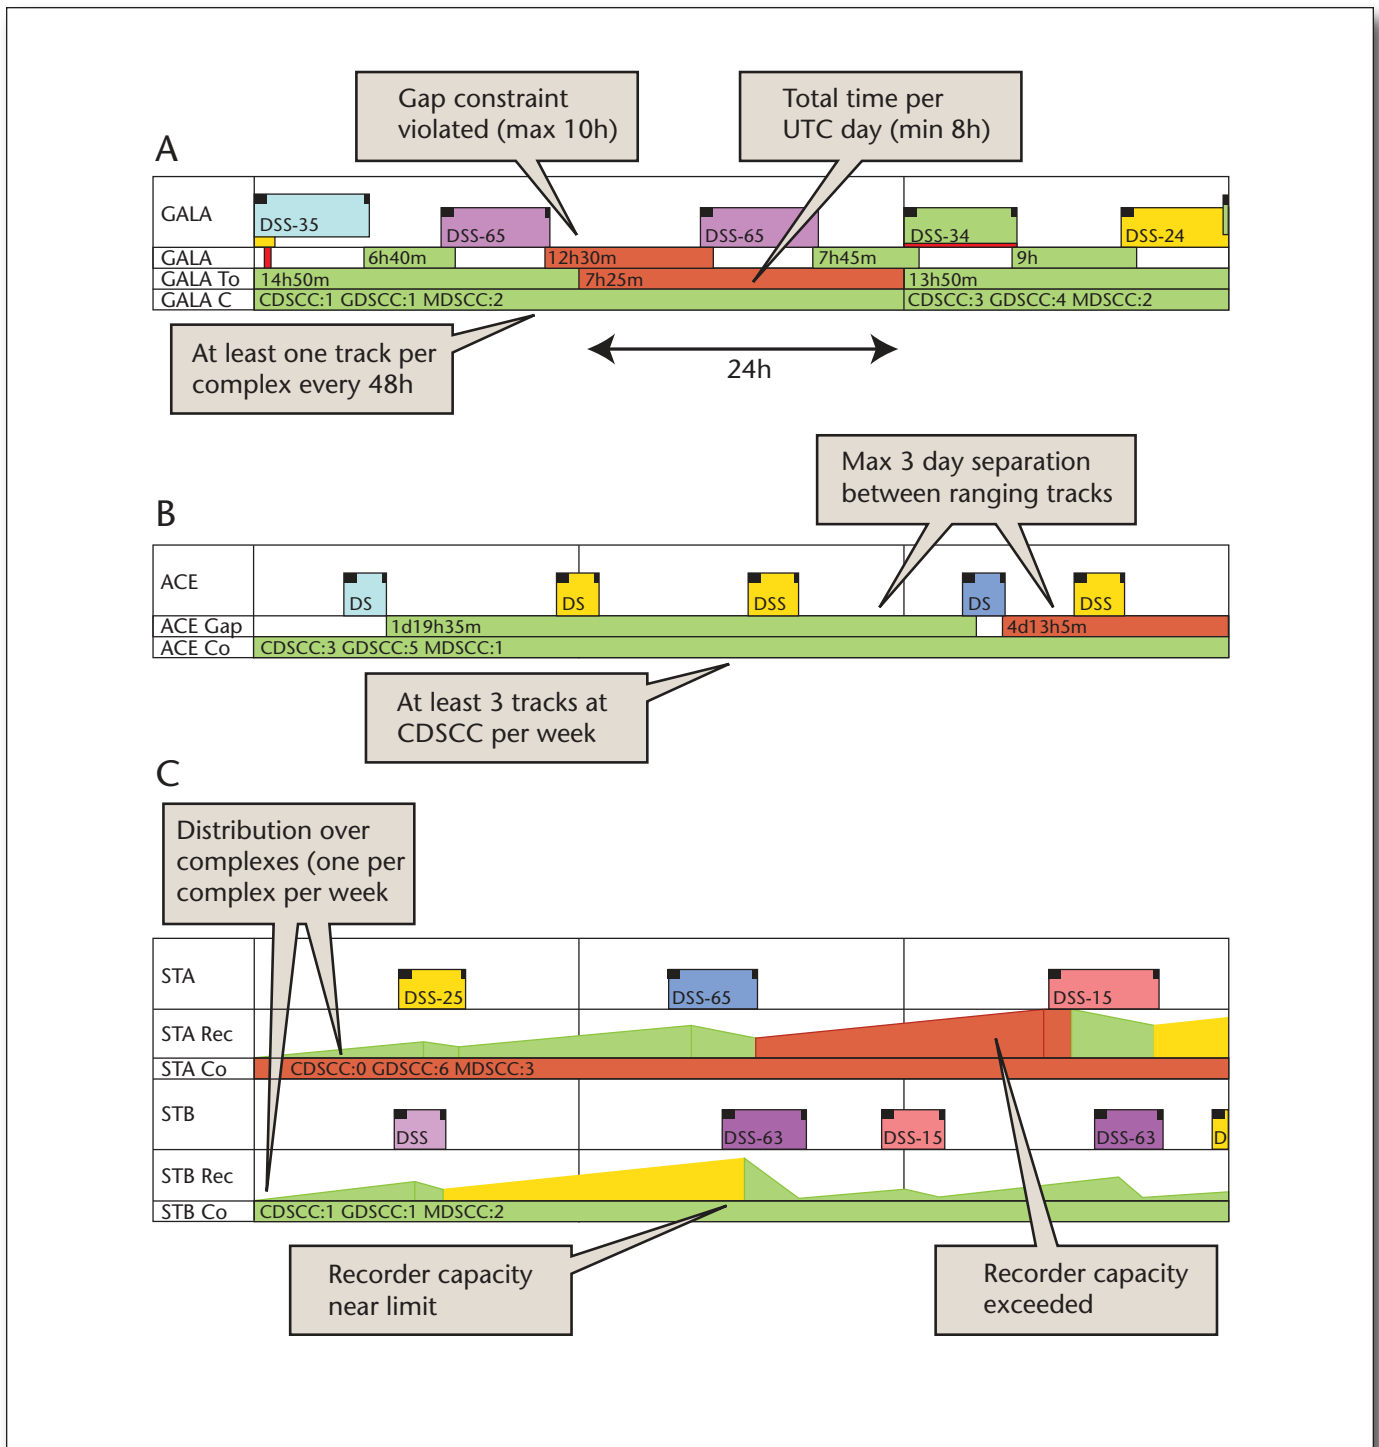 Gap constraint
violated (max 10h)
Total time per
UTC day (min 8h)
A
GALA
DSS-35
DSS-65
DSS-65
DSS-34
DSS-24
GALA
6h40m
12h30m
7h45m
9h
GALA To
14h50m
7h25m
13h50m
GALA C
CDSCC:1 GDSCC:1 MDSCC:2
CDSCC:3 GDSCC:4 MDSCC:2
At least one track per
complex every 48h
24h
Max 3 day separation
between ranging tracks
B
ACE
DS
DS
DSS
DS
DSS
ACE Gap
1d19h35m
4d13h5m
ACE Co
CDSCC:3 GDSCC:5 MDSCC:1
At least 3 tracks at
CDSCC per week
C
Distribution over
complexes (one per
complex per week
STA
DSS-25
DSS-65
DSS-15
STA Rec
STA Co
CDSCC:0 GDSCC:6 MDSCC:3
STB
DSS
DSS-63
DSS-15
DSS-63
D
STB Rec
STB Co
CDSCC:1 GDSCC:1 MDSCC:2
Recorder capacity
near limit
Recorder capacity
exceeded